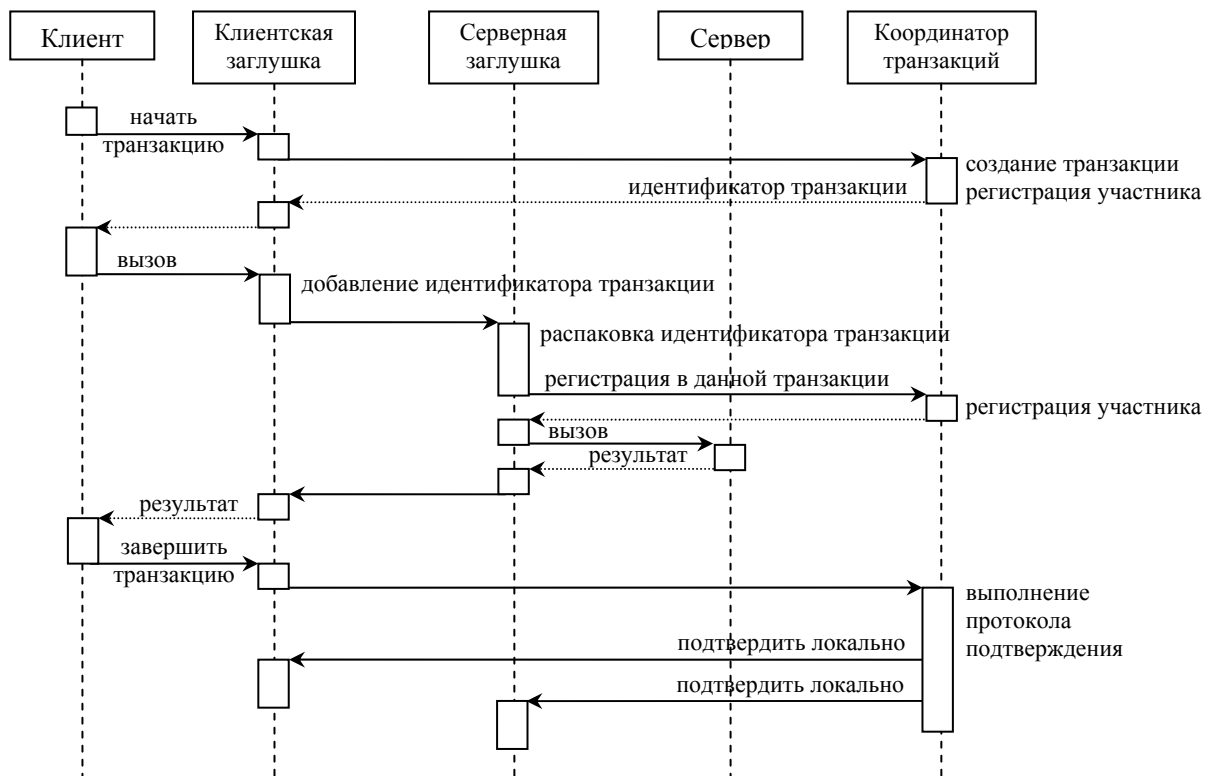 Клиент
Клиентская
заглушка
Серверная
заглушка
Сервер
Координатор
транзакций
начать
транзакцию
создание транзакции
регистрация участника
идентификатор транзакции
вызов
добавление идентификатора транзакции
распаковка идентификатора транзакции
регистрация в данной транзакции
регистрация участника
вызов
результат
результат
завершить
транзакцию
выполнение
протокола
подтверждения
подтвердить локально
подтвердить локально